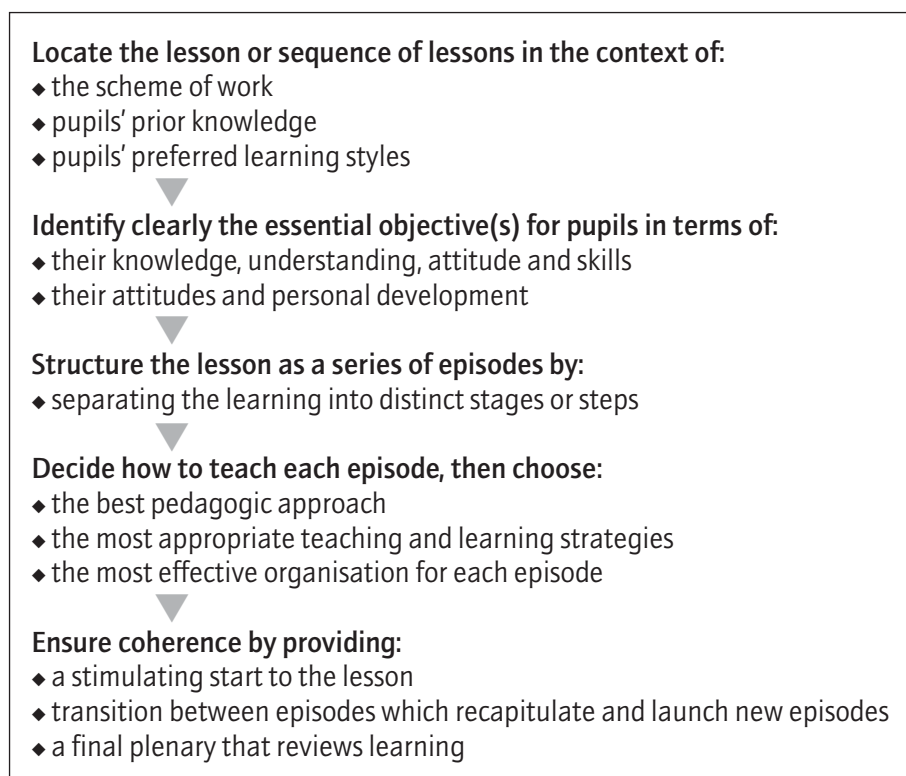 Locate the lesson or sequence of lessons in the context of:
◆ the scheme of work
◆ pupils’ prior knowledge
◆ pupils’ preferred learning styles
Identify clearly the essential objective(s) for pupils in terms of:
◆ their knowledge, understanding, attitude and skills
◆ their attitudes and personal development
Structure the lesson as a series of episodes by:
◆ separating the learning into distinct stages or steps
Decide how to teach each episode, then choose:
◆ the best pedagogic approach
◆ the most appropriate teaching and learning strategies
◆ the most effective organisation for each episode
Ensure coherence by providing:
◆ a stimulating start to the lesson
◆ transition between episodes which recapitulate and launch new episodes
◆ a final plenary that reviews learning